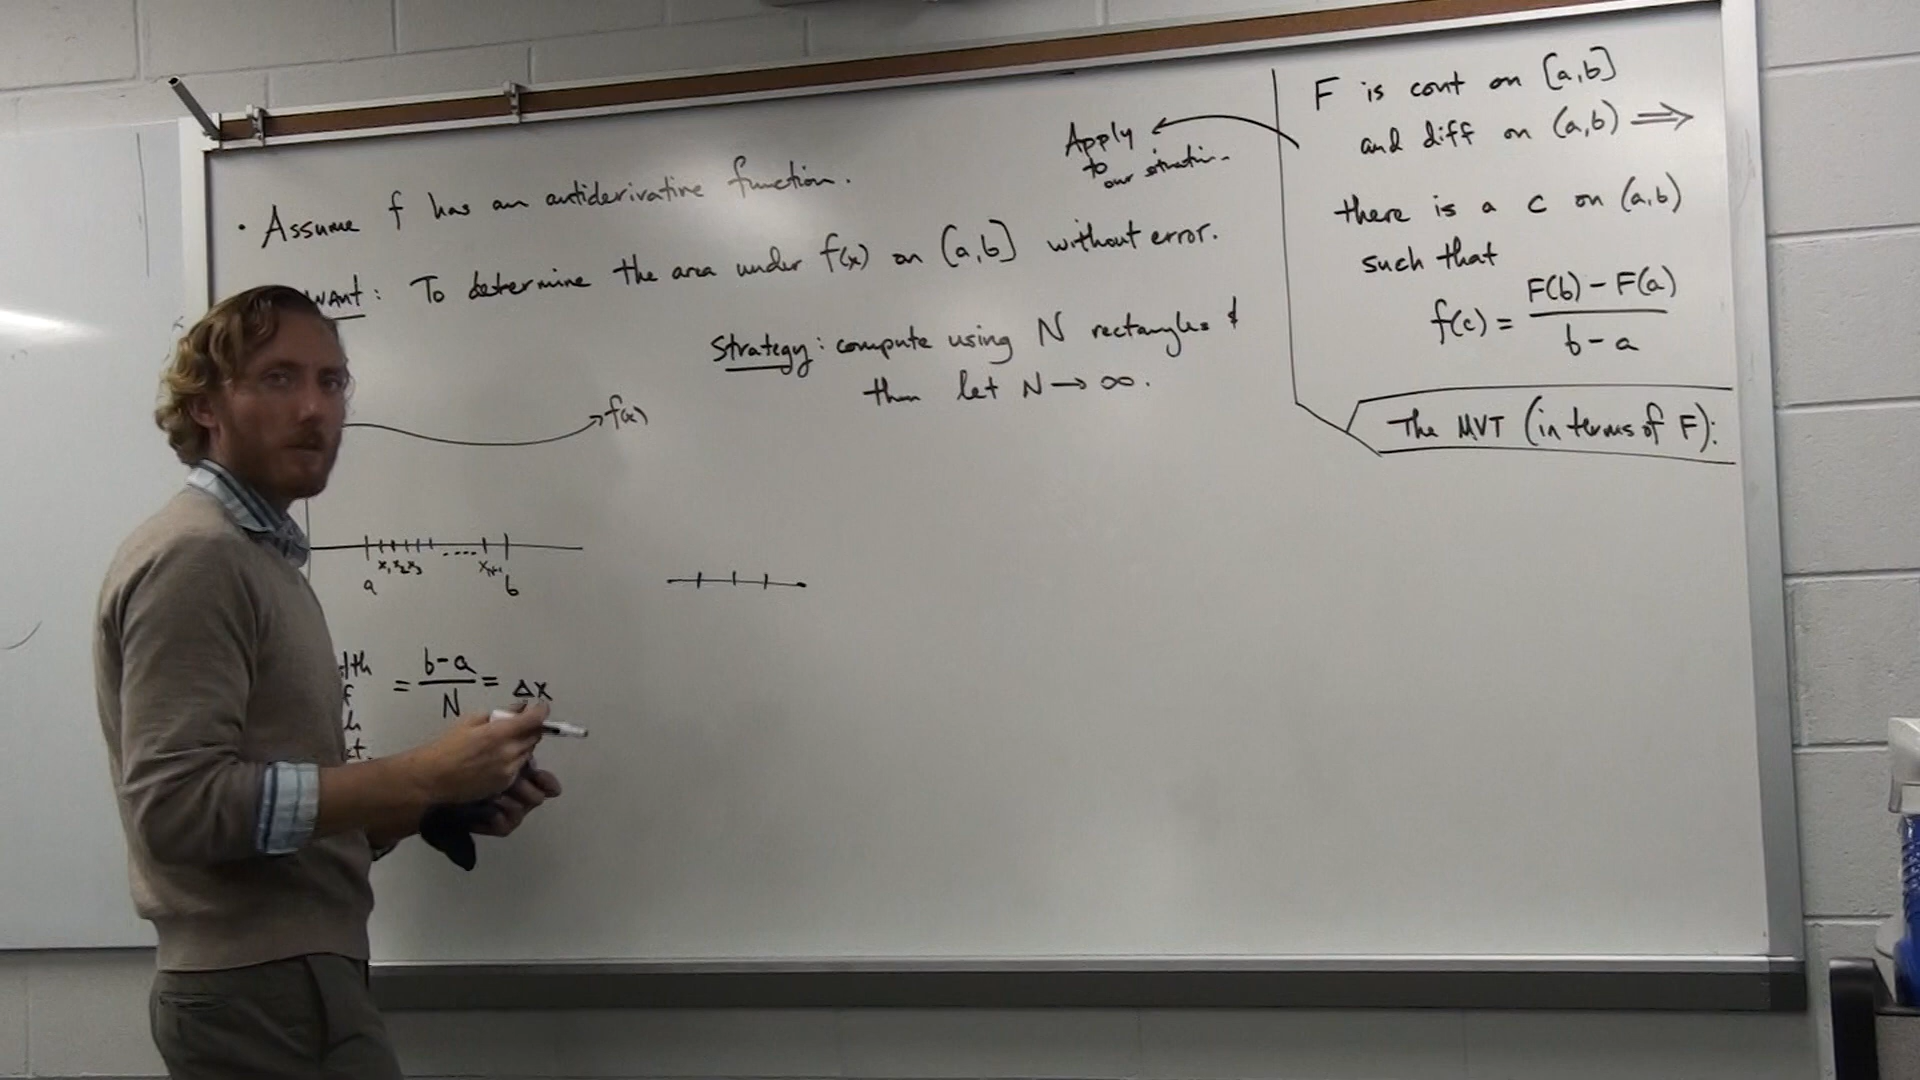 • Assume f has an antiderivative function.
Want: To determine the area under f(x) on [a,b] without error.
Strategy: compute using N rectangles &
then let N → ∞.
f(x)
x₁ x₂ x₃ .... xₙ₋₁
a b
= b-a / N = Δx
Apply
to
our situation.
F is cont on [a,b]
and diff on (a,b) ⇒
there is a c on (a,b)
such that
f(c) = F(b) - F(a) / b - a
The MVT (in terms of F):